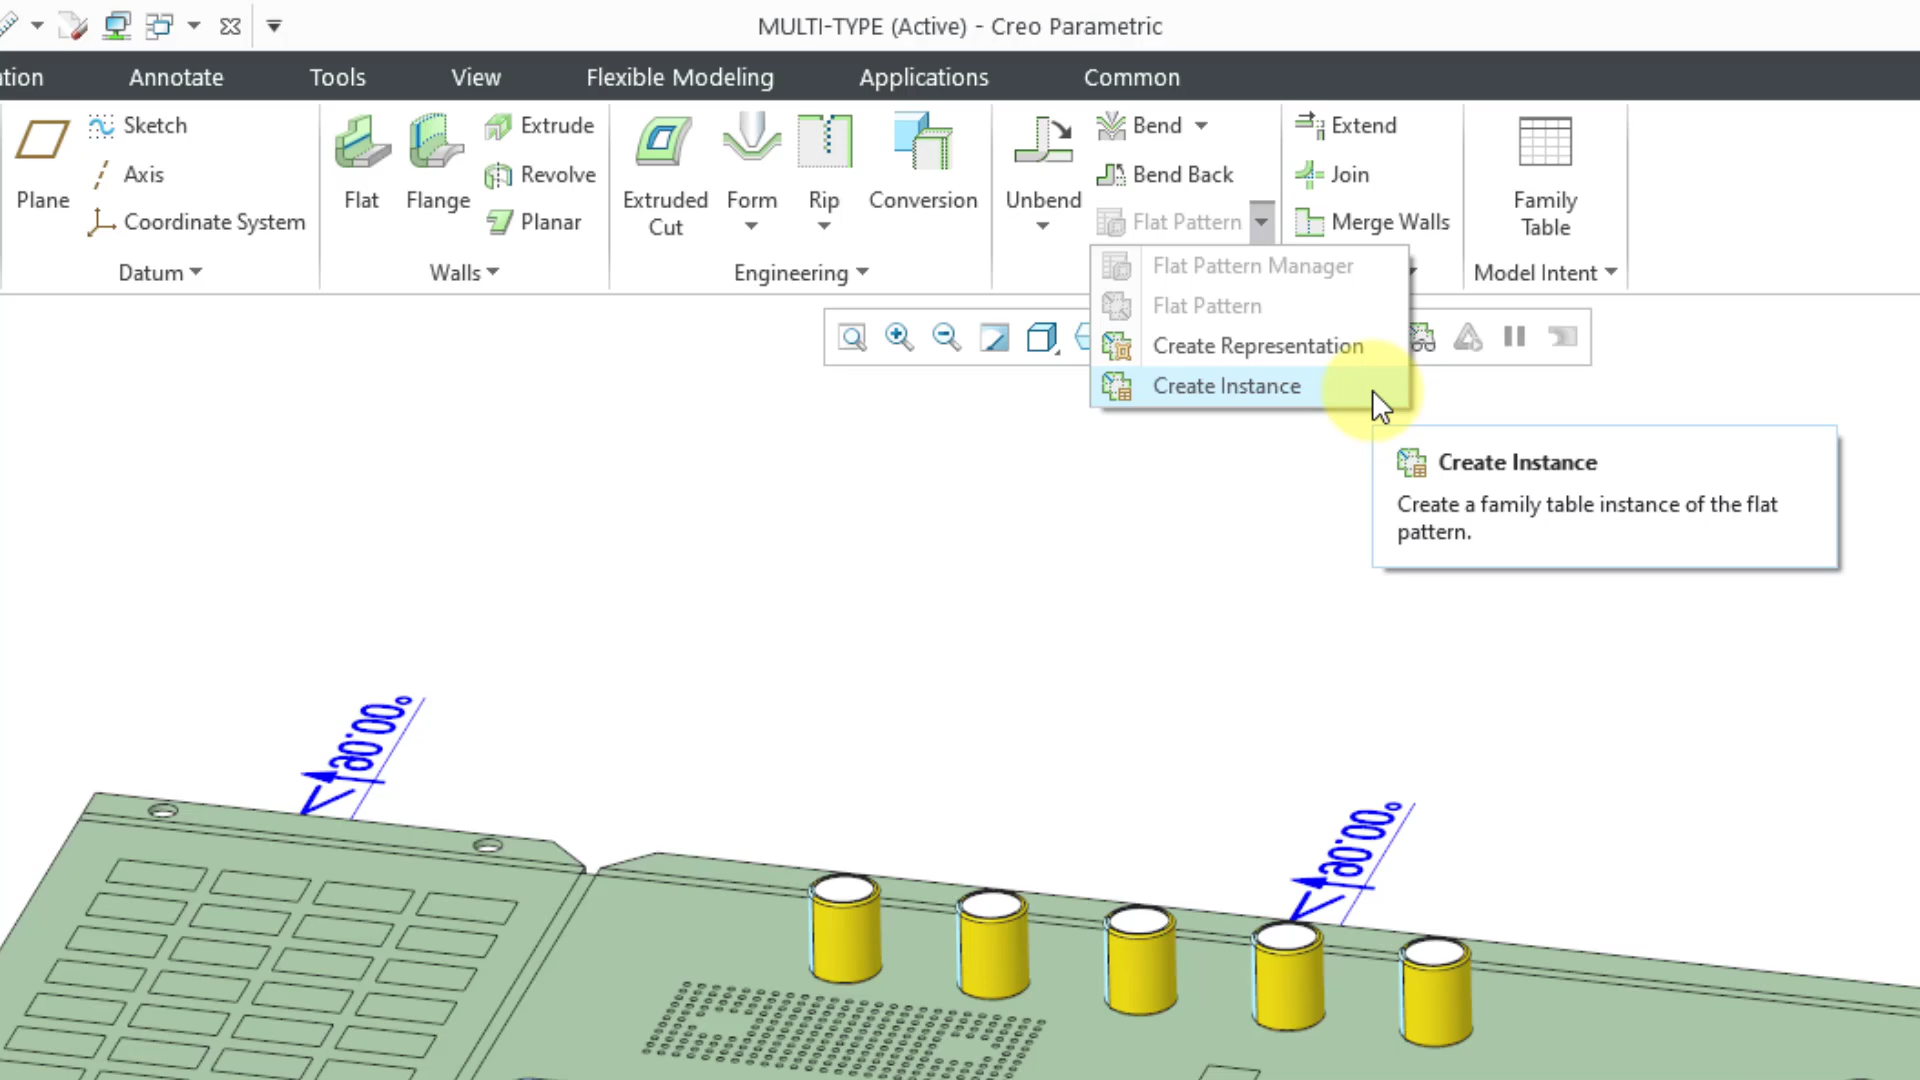 MULTI-TYPE (Active) - Creo Parametric
tion Annotate Tools View Flexible Modeling Applications Common
Plane
Sketch
Axis
Coordinate System
Datum
Flat
Flange
Extrude
Revolve
Planar
Walls
Extruded
Cut
Form
Rip
Conversion
Engineering
Unbend
Bend
Bend Back
Flat Pattern
Extend
Join
Merge Walls
Family
Table
Model Intent
Flat Pattern Manager
Flat Pattern
Create Representation
Create Instance
Create Instance
Create a family table instance of the flat
pattern.
90.00°
90.00°